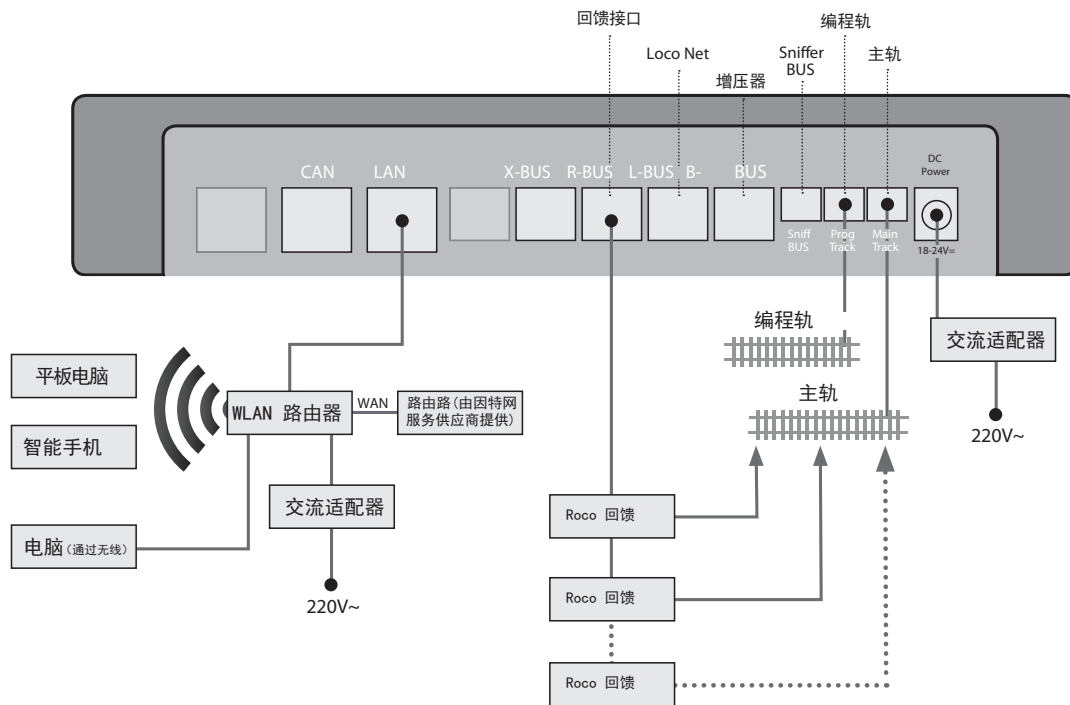 回馈接口
编程轨
Loco Net
Sniffer
BUS
主轨
增压器
CAN
LAN
X-BUS
R-BUS
L-BUS
B-
BUS
DC
Power
Sniff
BUS
Prog
Track
Main
Track
18-24V=
编程轨
交流适配器
平板电脑
主轨
WLAN 路由器
WAN
路由路(由因特网
服务供应商提供)
220V~
智能手机
交流适配器
Roco 回馈
电脑(通过无线)
220V~
Roco 回馈
Roco 回馈